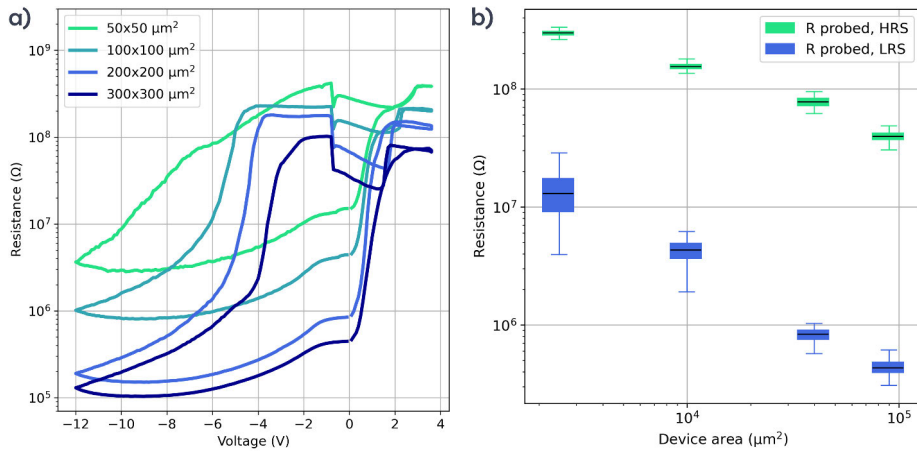 a)
50x50 μm²
100x100 μm²
200x200 μm²
300x300 μm²
10⁹
10⁸
10⁷
10⁶
10⁵
Resistance (Ω)
−12 −10 −8 −6 −4 −2 0 2 4
Voltage (V)
b)
R probed, HRS
R probed, LRS
10⁸
10⁷
10⁶
Resistance (Ω)
10⁴ 10⁵
Device area (μm²)